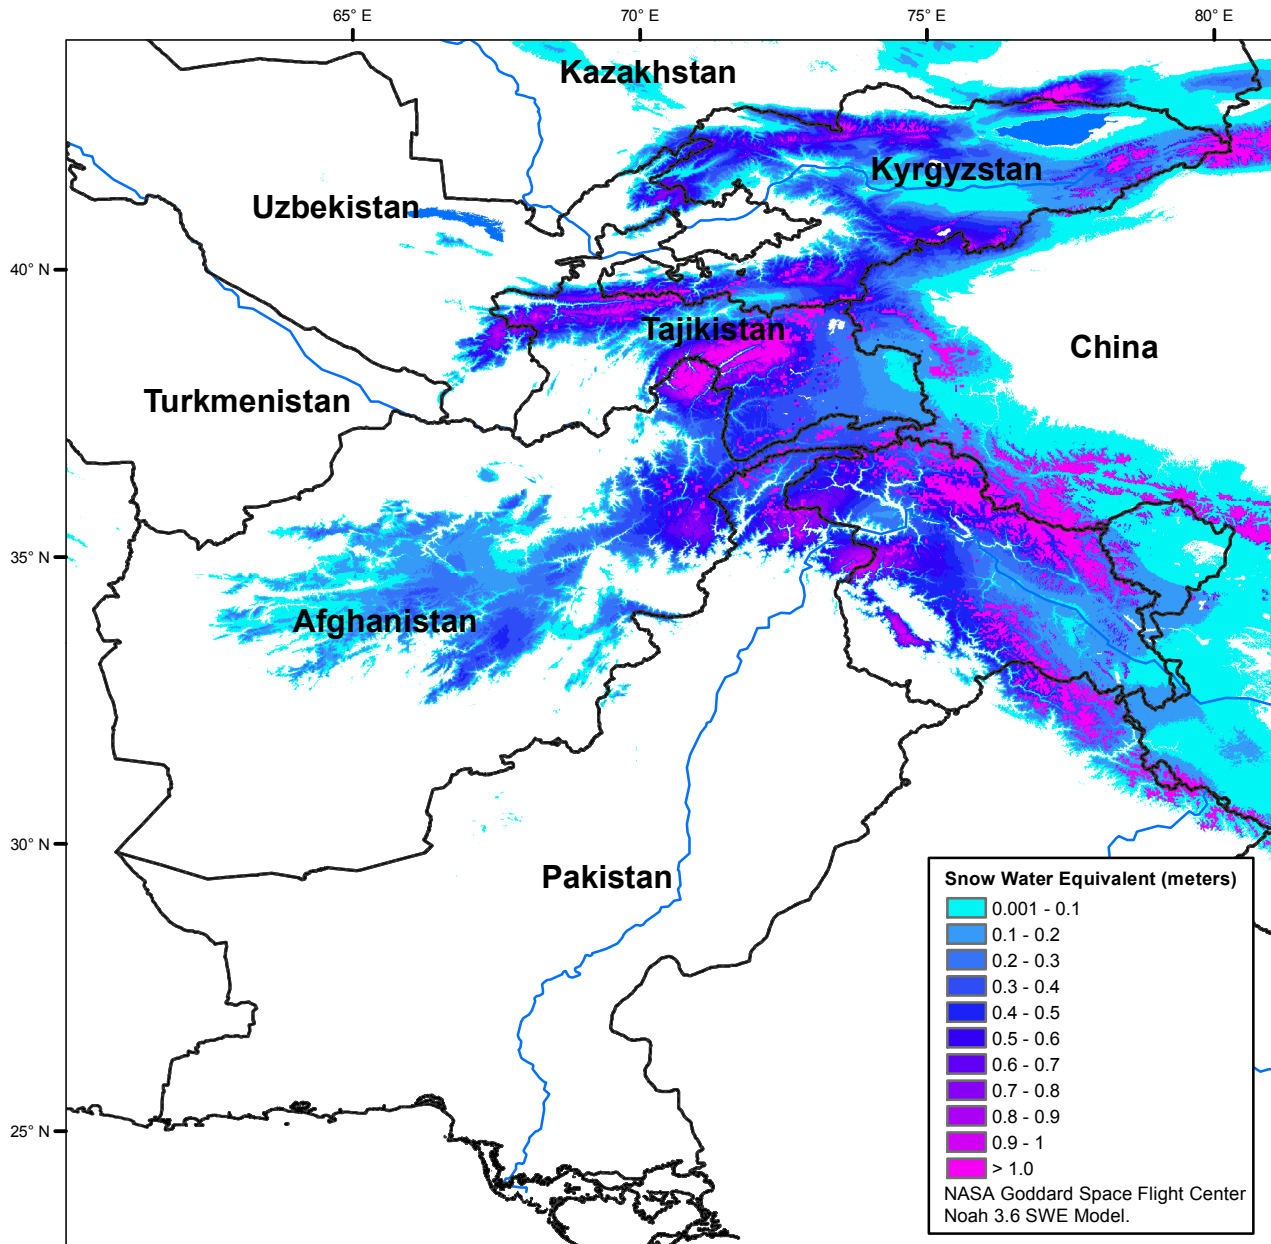 65° E
70° E
75° E
80° E
Kazakhstan
Kyrgyzstan
Uzbekistan
40° N
Tajikistan
China
Turkmenistan
35° N
Afghanistan
30° N
Pakistan
25° N
Snow Water Equivalent (meters)
0.001 - 0.1
0.1 - 0.2
0.2 - 0.3
0.3 - 0.4
0.4 - 0.5
0.5 - 0.6
0.6 - 0.7
0.7 - 0.8
0.8 - 0.9
0.9 - 1
> 1.0
NASA Goddard Space Flight Center
Noah 3.6 SWE Model.